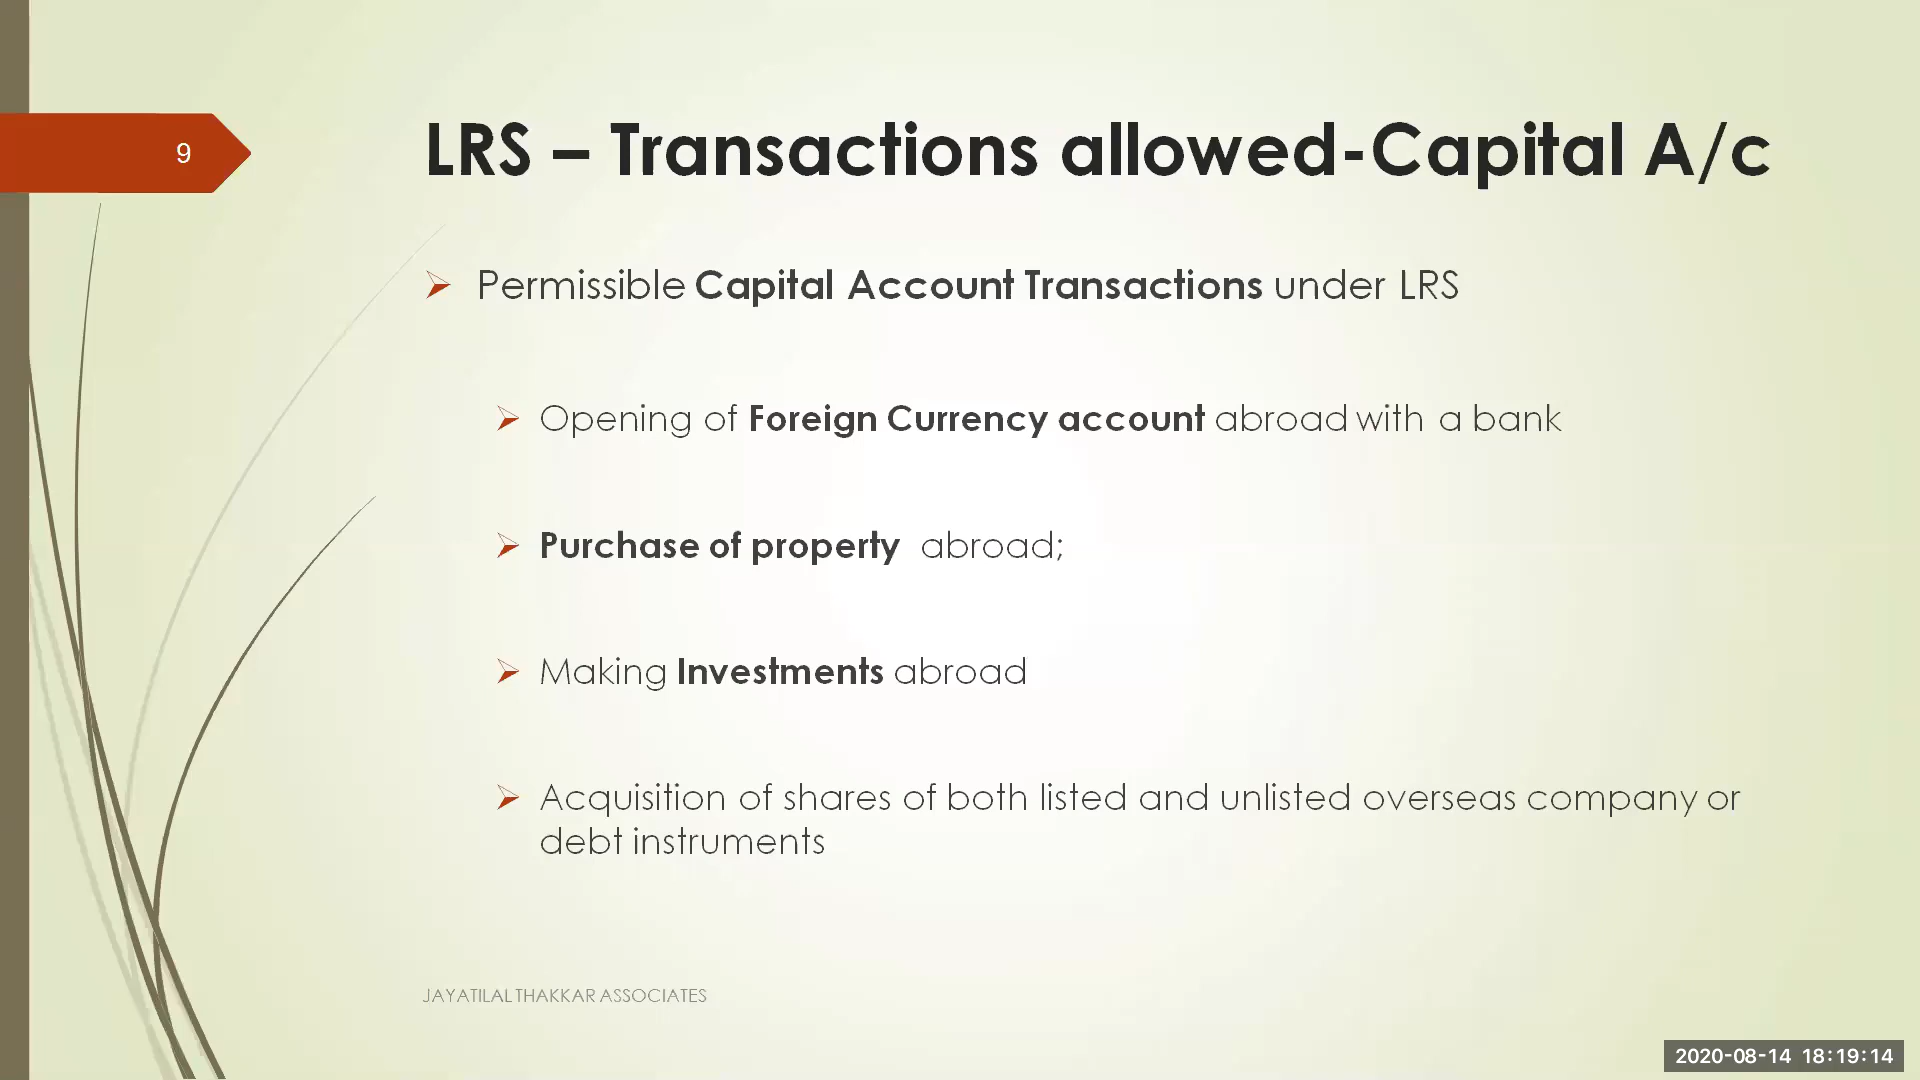 9
LRS – Transactions allowed-Capital A/c
Permissible Capital Account Transactions under LRS
Opening of Foreign Currency account abroad with a bank
Purchase of property abroad;
Making Investments abroad
Acquisition of shares of both listed and unlisted overseas company or
debt instruments
JAYATILAL THAKKAR ASSOCIATES
2020-08-14 18:19:14